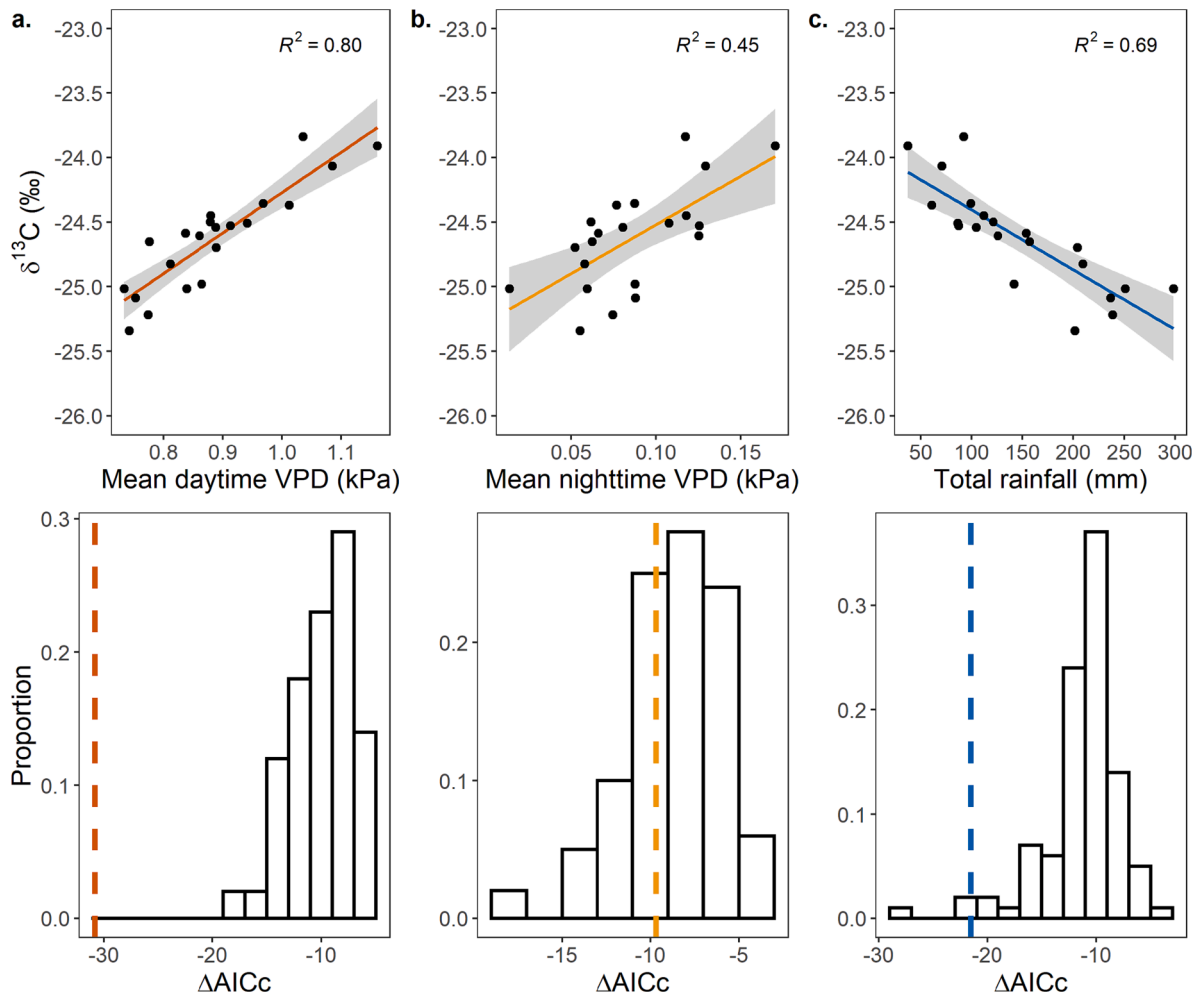 a.
R² = 0.80
-23.0
-23.5
-24.0
-24.5
-25.0
-25.5
-26.0
δ¹³C (‰)
0.8 0.9 1.0 1.1
Mean daytime VPD (kPa)
b.
R² = 0.45
-23.0
-23.5
-24.0
-24.5
-25.0
-25.5
-26.0
0.05 0.10 0.15
Mean nighttime VPD (kPa)
c.
R² = 0.69
-23.0
-23.5
-24.0
-24.5
-25.0
-25.5
-26.0
50 100 150 200 250 300
Total rainfall (mm)
0.3
0.2
0.1
0.0
Proportion
-30 -20 -10
ΔAICc
0.2
0.1
0.0
-15 -10 -5
ΔAICc
0.3
0.2
0.1
0.0
-30 -20 -10
ΔAICc